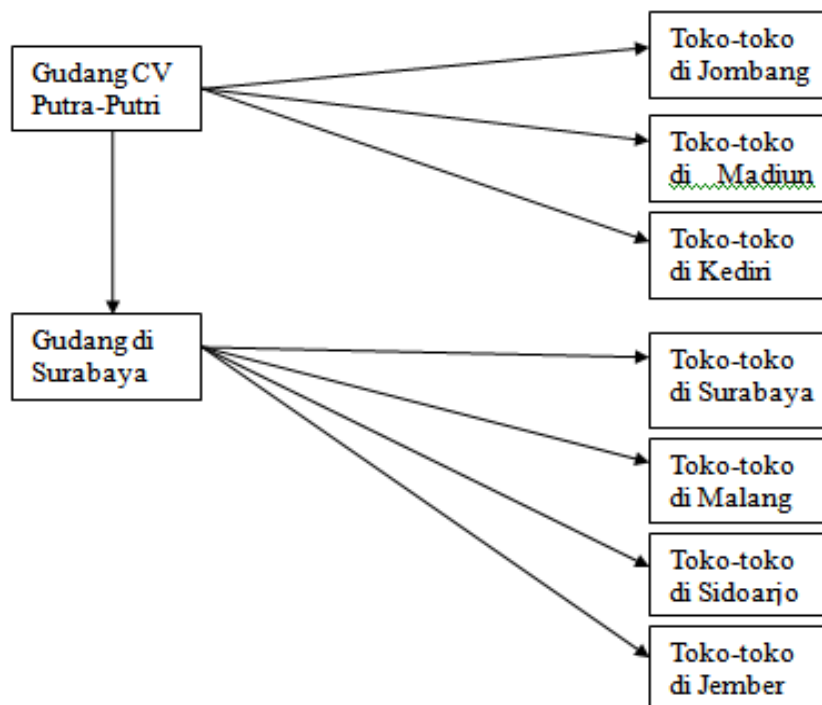 Gudang CV
Putra-Putri
Toko-toko
di Jombang
Toko-toko
di Madiun
Toko-toko
di Kediri
Gudang di
Surabaya
Toko-toko
di Surabaya
Toko-toko
di Malang
Toko-toko
di Sidoarjo
Toko-toko
di Jember